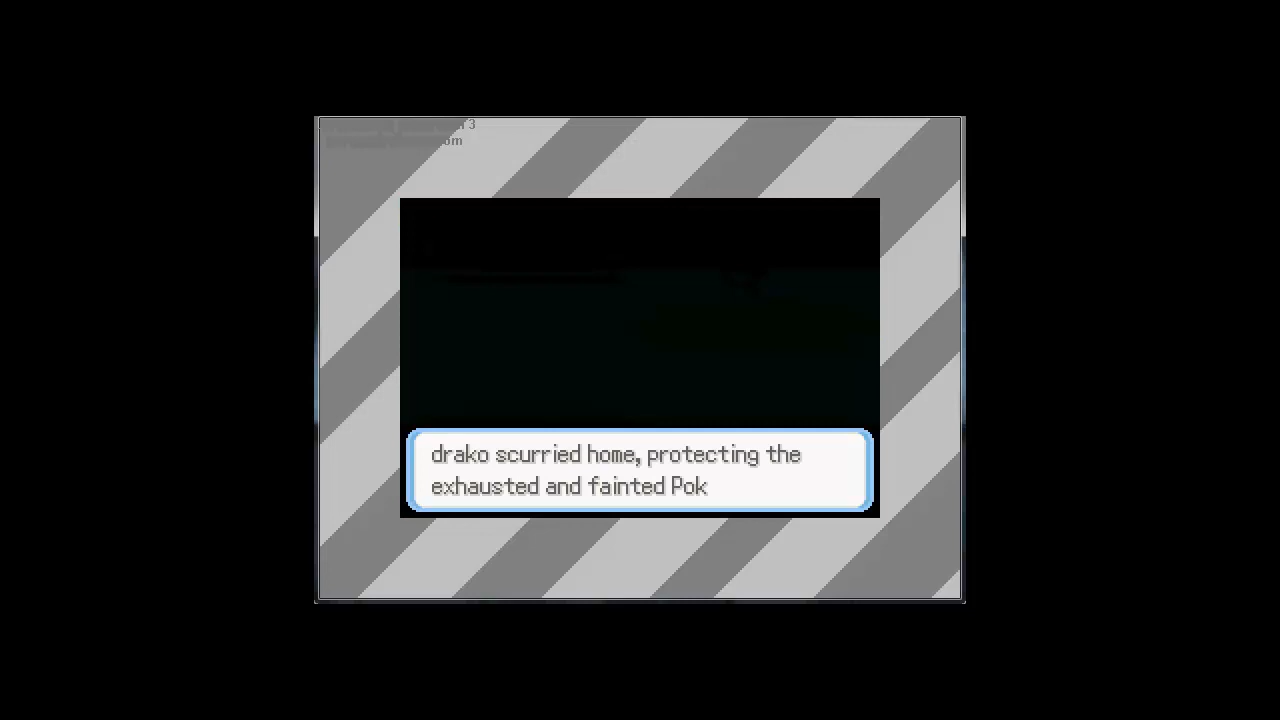 drako scurried home, protecting the
exhausted and fainted Pok